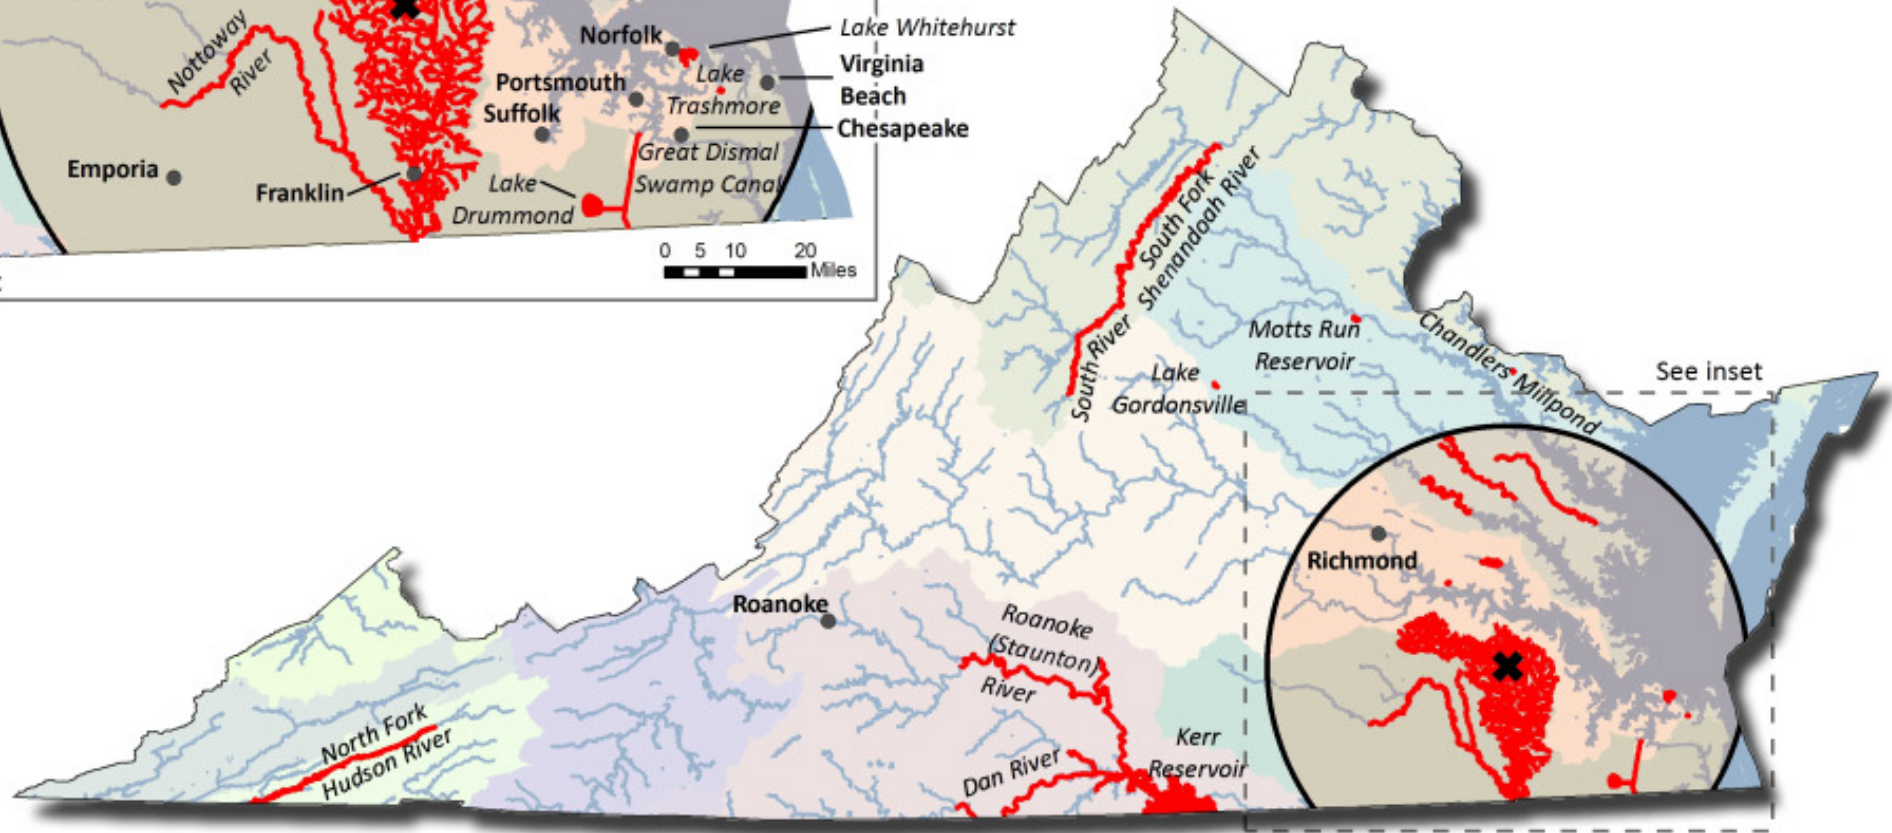 Nottoway
River
Norfolk
Lake Whitehurst
Lake
Trashmore
Virginia
Beach
Portsmouth
Suffolk
Chesapeake
Great Dismal
Swamp Canal
Emporia
Franklin
Lake
Drummond
0 5 10 20
Miles
South Fork
Shenandoah River
South River
Motts Run
Reservoir
Chandlers Millpond
Lake
Gordonsville
See inset
Richmond
Roanoke
Roanoke
(Staunton)
River
North Fork
Hudson River
Dan River
Kerr
Reservoir